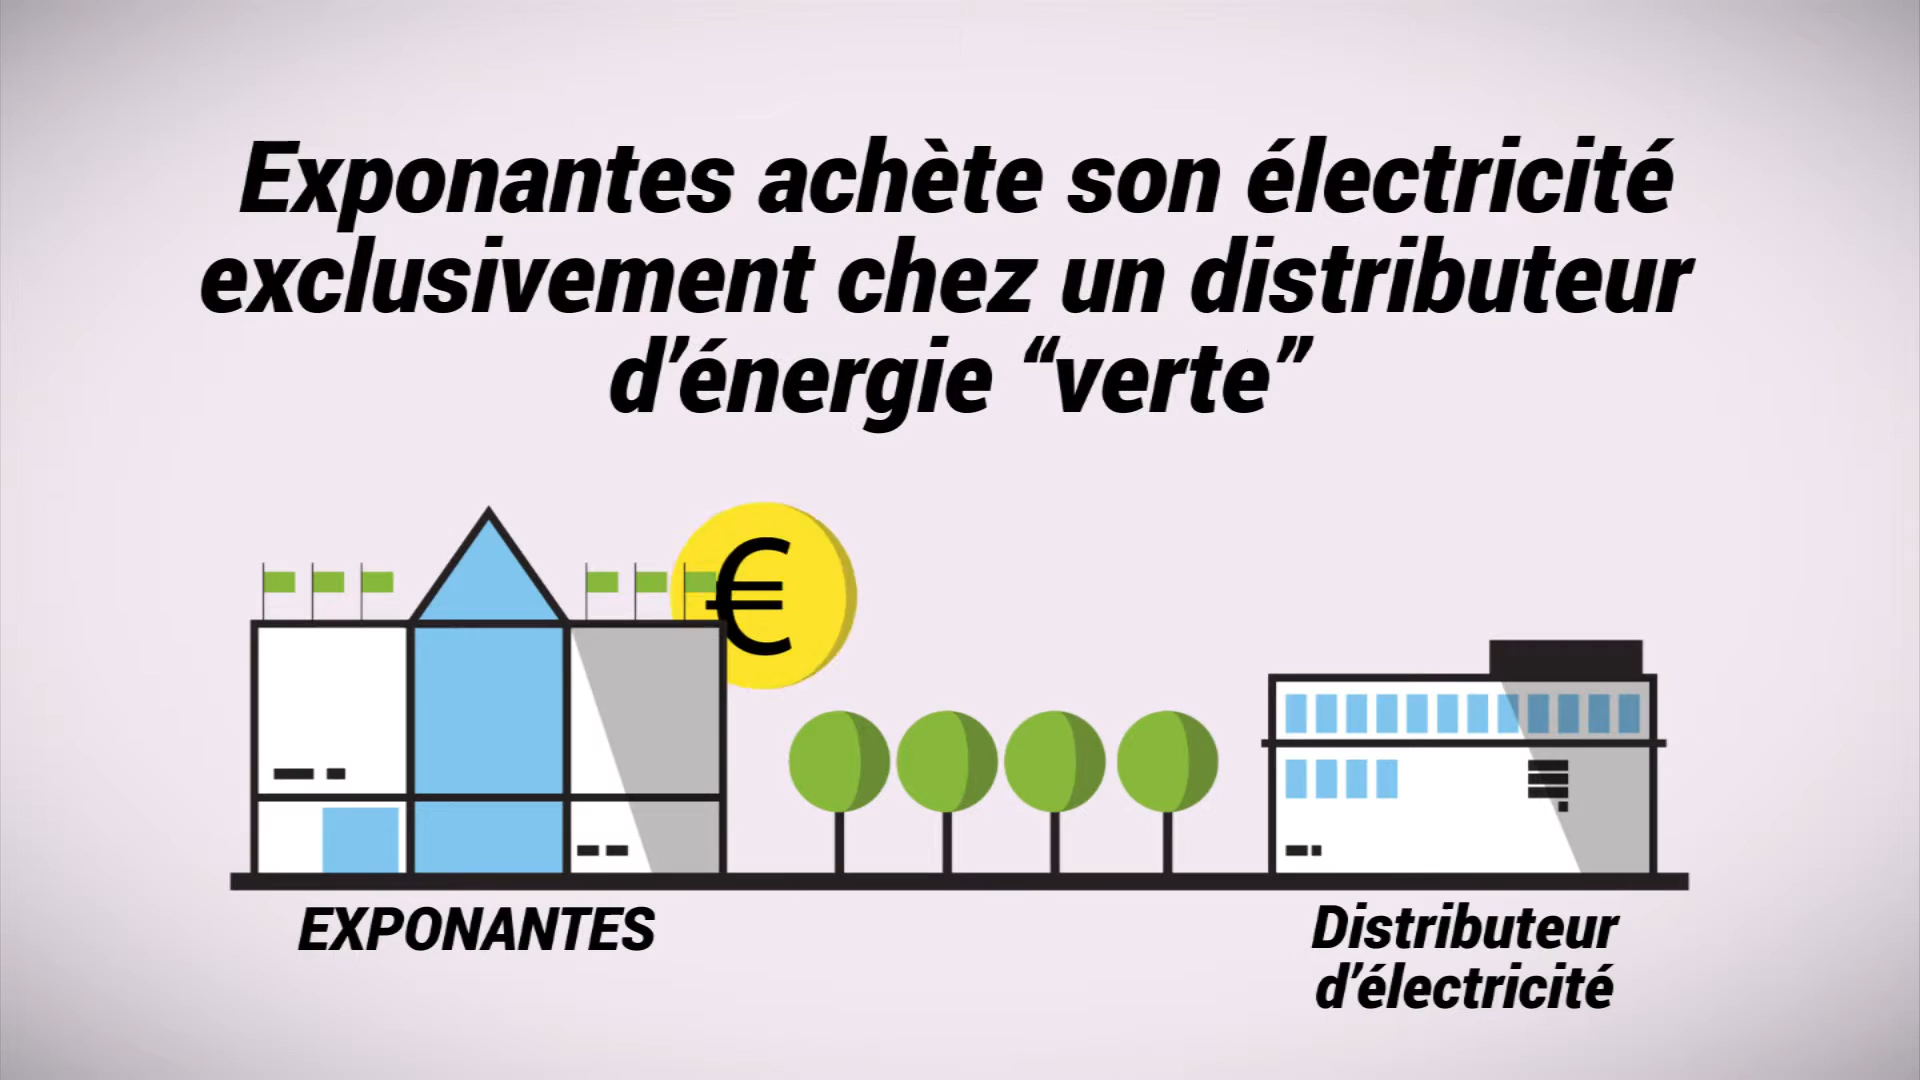 Exponantes achète son électricité
exclusivement chez un distributeur
d’énergie “verte”
€
EXPONANTES
Distributeur
d’électricité